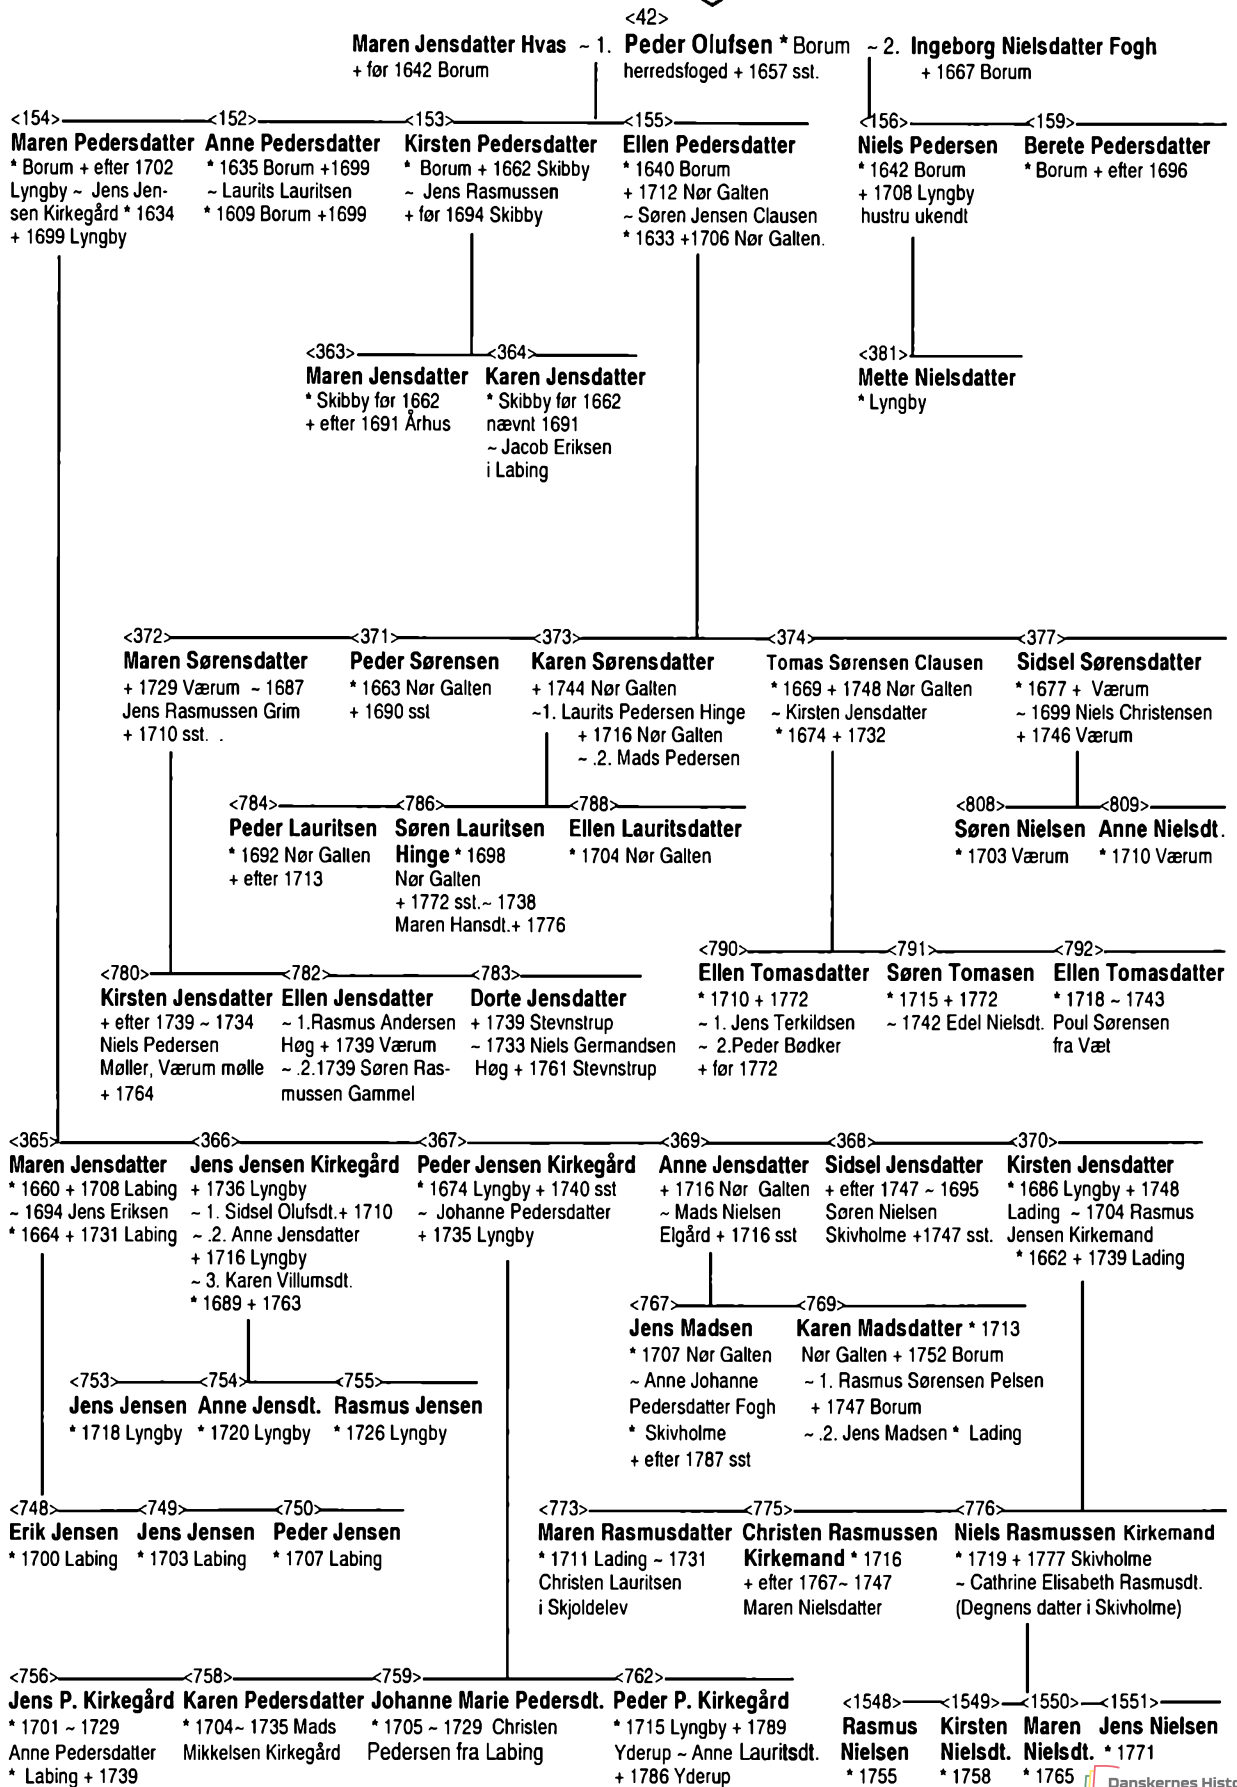 <42>
Maren Jensdatter Hvas ~ 1. Peder Olufsen * Borum ~ 2. Ingeborg Nielsdatter Fogh
+ før 1642 Borum herredsfoged + 1657 sst. + 1667 Borum
<154> <152> <153> <155> <156> <159>
Maren Pedersdatter Anne Pedersdatter Kirsten Pedersdatter Ellen Pedersdatter Niels Pedersen Berete Pedersdatter
* Borum + efter 1702 * 1635 Borum +1699 * Borum + 1662 Skibby * 1640 Borum * 1642 Borum * Borum + efter 1696
Lyngby ~ Jens Jen- ~ Laurits Lauritsen ~ Jens Rasmussen + 1712 Nør Galten + 1708 Lyngby
sen Kirkegård * 1634 * 1609 Borum +1699 + før 1694 Skibby ~ Søren Jensen Clausen hustru ukendt
+ 1699 Lyngby * 1633 +1706 Nør Galten.
<363> <364> <381>
Maren Jensdatter Karen Jensdatter Mette Nielsdatter
* Skibby før 1662 * Skibby før 1662 * Lyngby
+ efter 1691 Århus nævnt 1691
~ Jacob Eriksen
i Labing
<372> <371> <373> <374> <377>
Maren Sørensdatter Peder Sørensen Karen Sørensdatter Tomas Sørensen Clausen Sidsel Sørensdatter
+ 1729 Værum ~ 1687 * 1663 Nør Galten + 1744 Nør Galten * 1669 + 1748 Nør Galten * 1677 + Værum
Jens Rasmussen Grim + 1690 sst ~1. Laurits Pedersen Hinge ~ Kirsten Jensdatter ~ 1699 Niels Christensen
+ 1710 sst. . + 1716 Nør Galten * 1674 + 1732 + 1746 Værum
~ .2. Mads Pedersen
<784> <786> <788> <808> <809>
Peder Lauritsen Søren Lauritsen Ellen Lauritsdatter Søren Nielsen Anne Nielsdt.
* 1692 Nør Galten Hinge * 1698 * 1704 Nør Galten * 1703 Værum * 1710 Værum
+ efter 1713 Nør Galten
+ 1772 sst.~ 1738
Maren Hansdt.+ 1776
<790> <791> <792>
<780> <782> <783> Ellen Tomasdatter Søren Tomasen Ellen Tomasdatter
Kirsten Jensdatter Ellen Jensdatter Dorte Jensdatter * 1710 + 1772 * 1715 + 1772 * 1718 ~ 1743
+ efter 1739 ~ 1734 ~ 1.Rasmus Andersen + 1739 Stevnstrup ~ 1. Jens Terkildsen ~ 1742 Edel Nielsdt. Poul Sørensen
Niels Pedersen Høg + 1739 Værum ~ 1733 Niels Germandsen ~ 2.Peder Bødker fra Væt
Møller, Værum mølle ~ .2.1739 Søren Ras- Høg + 1761 Stevnstrup + før 1772
+ 1764 mussen Gammel
<365> <366> <367> <369> <368> <370>
Maren Jensdatter Jens Jensen Kirkegård Peder Jensen Kirkegård Anne Jensdatter Sidsel Jensdatter Kirsten Jensdatter
* 1660 + 1708 Labing + 1736 Lyngby * 1674 Lyngby + 1740 sst + 1716 Nør Galten + efter 1747 ~ 1695 * 1686 Lyngby + 1748
~ 1694 Jens Eriksen ~ 1. Sidsel Olufsdt.+ 1710 ~ Johanne Pedersdatter ~ Mads Nielsen Søren Nielsen Lading ~ 1704 Rasmus
* 1664 + 1731 Labing ~ .2. Anne Jensdatter + 1735 Lyngby Elgård + 1716 sst Skivholme +1747 sst. Jensen Kirkemand
+ 1716 Lyngby * 1662 + 1739 Lading
~ 3. Karen Villumsdt.
* 1689 + 1763
<767> <769>
Jens Madsen Karen Madsdatter * 1713
* 1707 Nør Galten Nør Galten + 1752 Borum
<753> <754> <755> ~ Anne Johanne ~ 1. Rasmus Sørensen Pelsen
Jens Jensen Anne Jensdt. Rasmus Jensen Pedersdatter Fogh + 1747 Borum
* 1718 Lyngby * 1720 Lyngby * 1726 Lyngby * Skivholme ~ .2. Jens Madsen * Lading
+ efter 1787 sst
<748> <749> <750> <773> <775> <776>
Erik Jensen Jens Jensen Peder Jensen Maren Rasmusdatter Christen Rasmussen Niels Rasmussen Kirkemand
* 1700 Labing * 1703 Labing * 1707 Labing * 1711 Lading ~ 1731 Kirkemand * 1716 * 1719 + 1777 Skivholme
Christen Lauritsen + efter 1767~ 1747 ~ Cathrine Elisabeth Rasmusdt.
i Skjoldelev Maren Nielsdatter (Degnens datter i Skivholme)
<756> <758> <759> <762>
Jens P. Kirkegård Karen Pedersdatter Johanne Marie Pedersdt. Peder P. Kirkegård <1548> <1549> <1550> <1551>
* 1701 ~ 1729 * 1704~ 1735 Mads * 1705 ~ 1729 Christen * 1715 Lyngby + 1789 Rasmus Kirsten Maren Jens Nielsen
Anne Pedersdatter Mikkelsen Kirkegård Pedersen fra Labing Yderup ~ Anne Lauritsdt. Nielsen Nielsdt. Nielsdt. * 1771
* Labing + 1739 + 1786 Yderup * 1755 * 1758 * 1765
Danskernes Histo